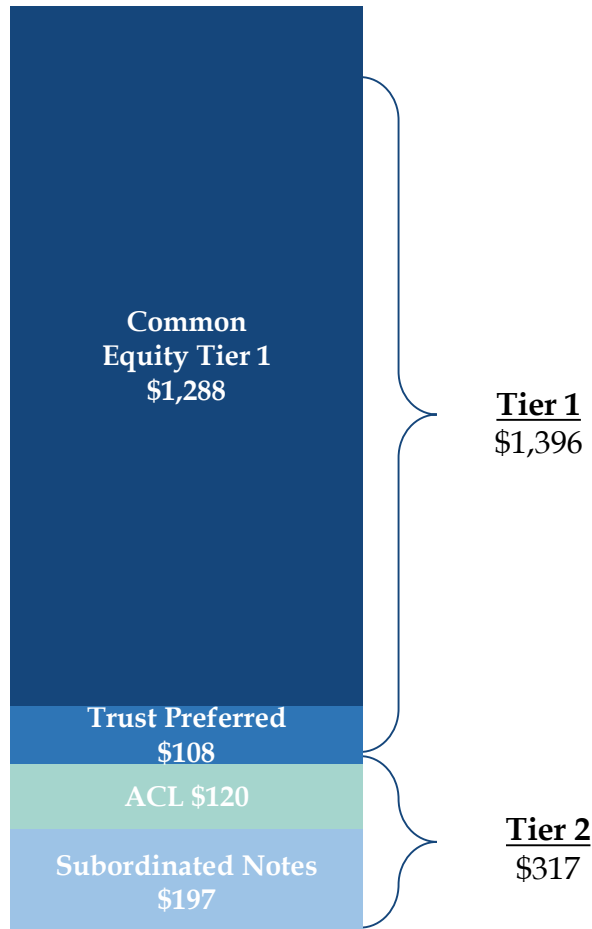 Common
Equity Tier 1
$1,288
Tier 1
$1,396
Trust Preferred
$108
ACL $120
Subordinated Notes
$197
Tier 2
$317